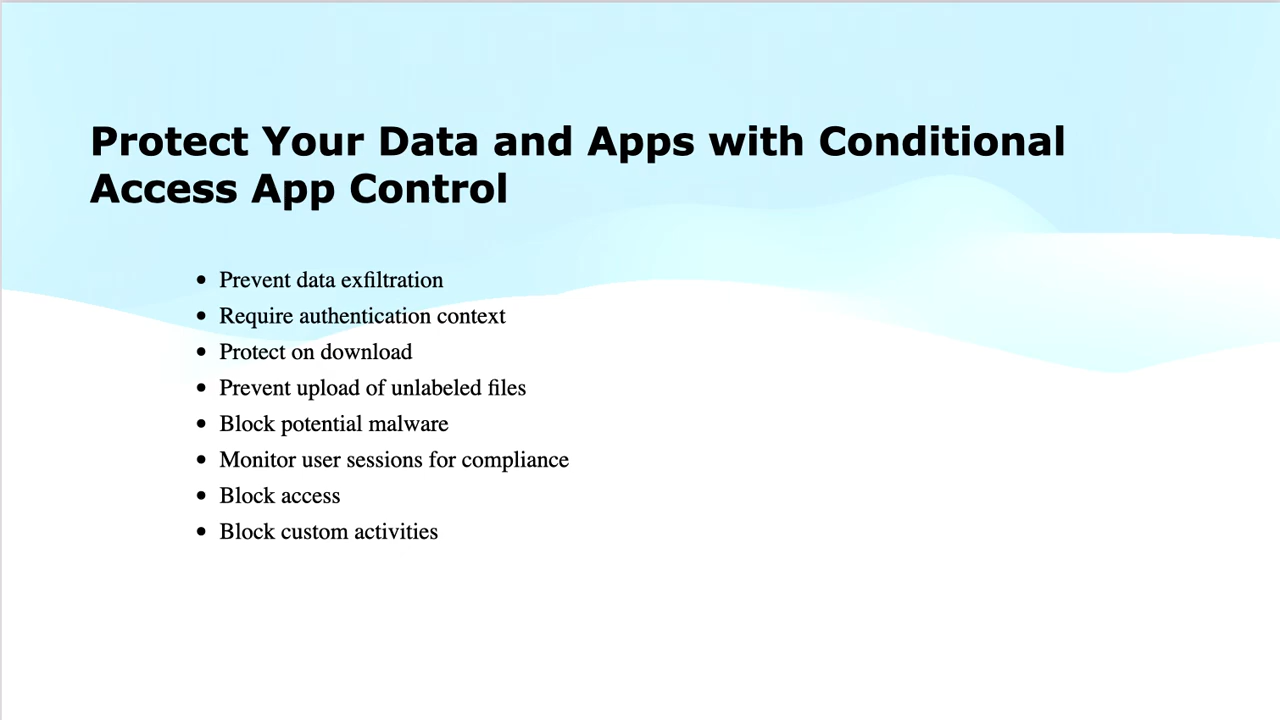 Protect Your Data and Apps with Conditional
Access App Control
• Prevent data exfiltration
• Require authentication context
• Protect on download
• Prevent upload of unlabeled files
• Block potential malware
• Monitor user sessions for compliance
• Block access
• Block custom activities